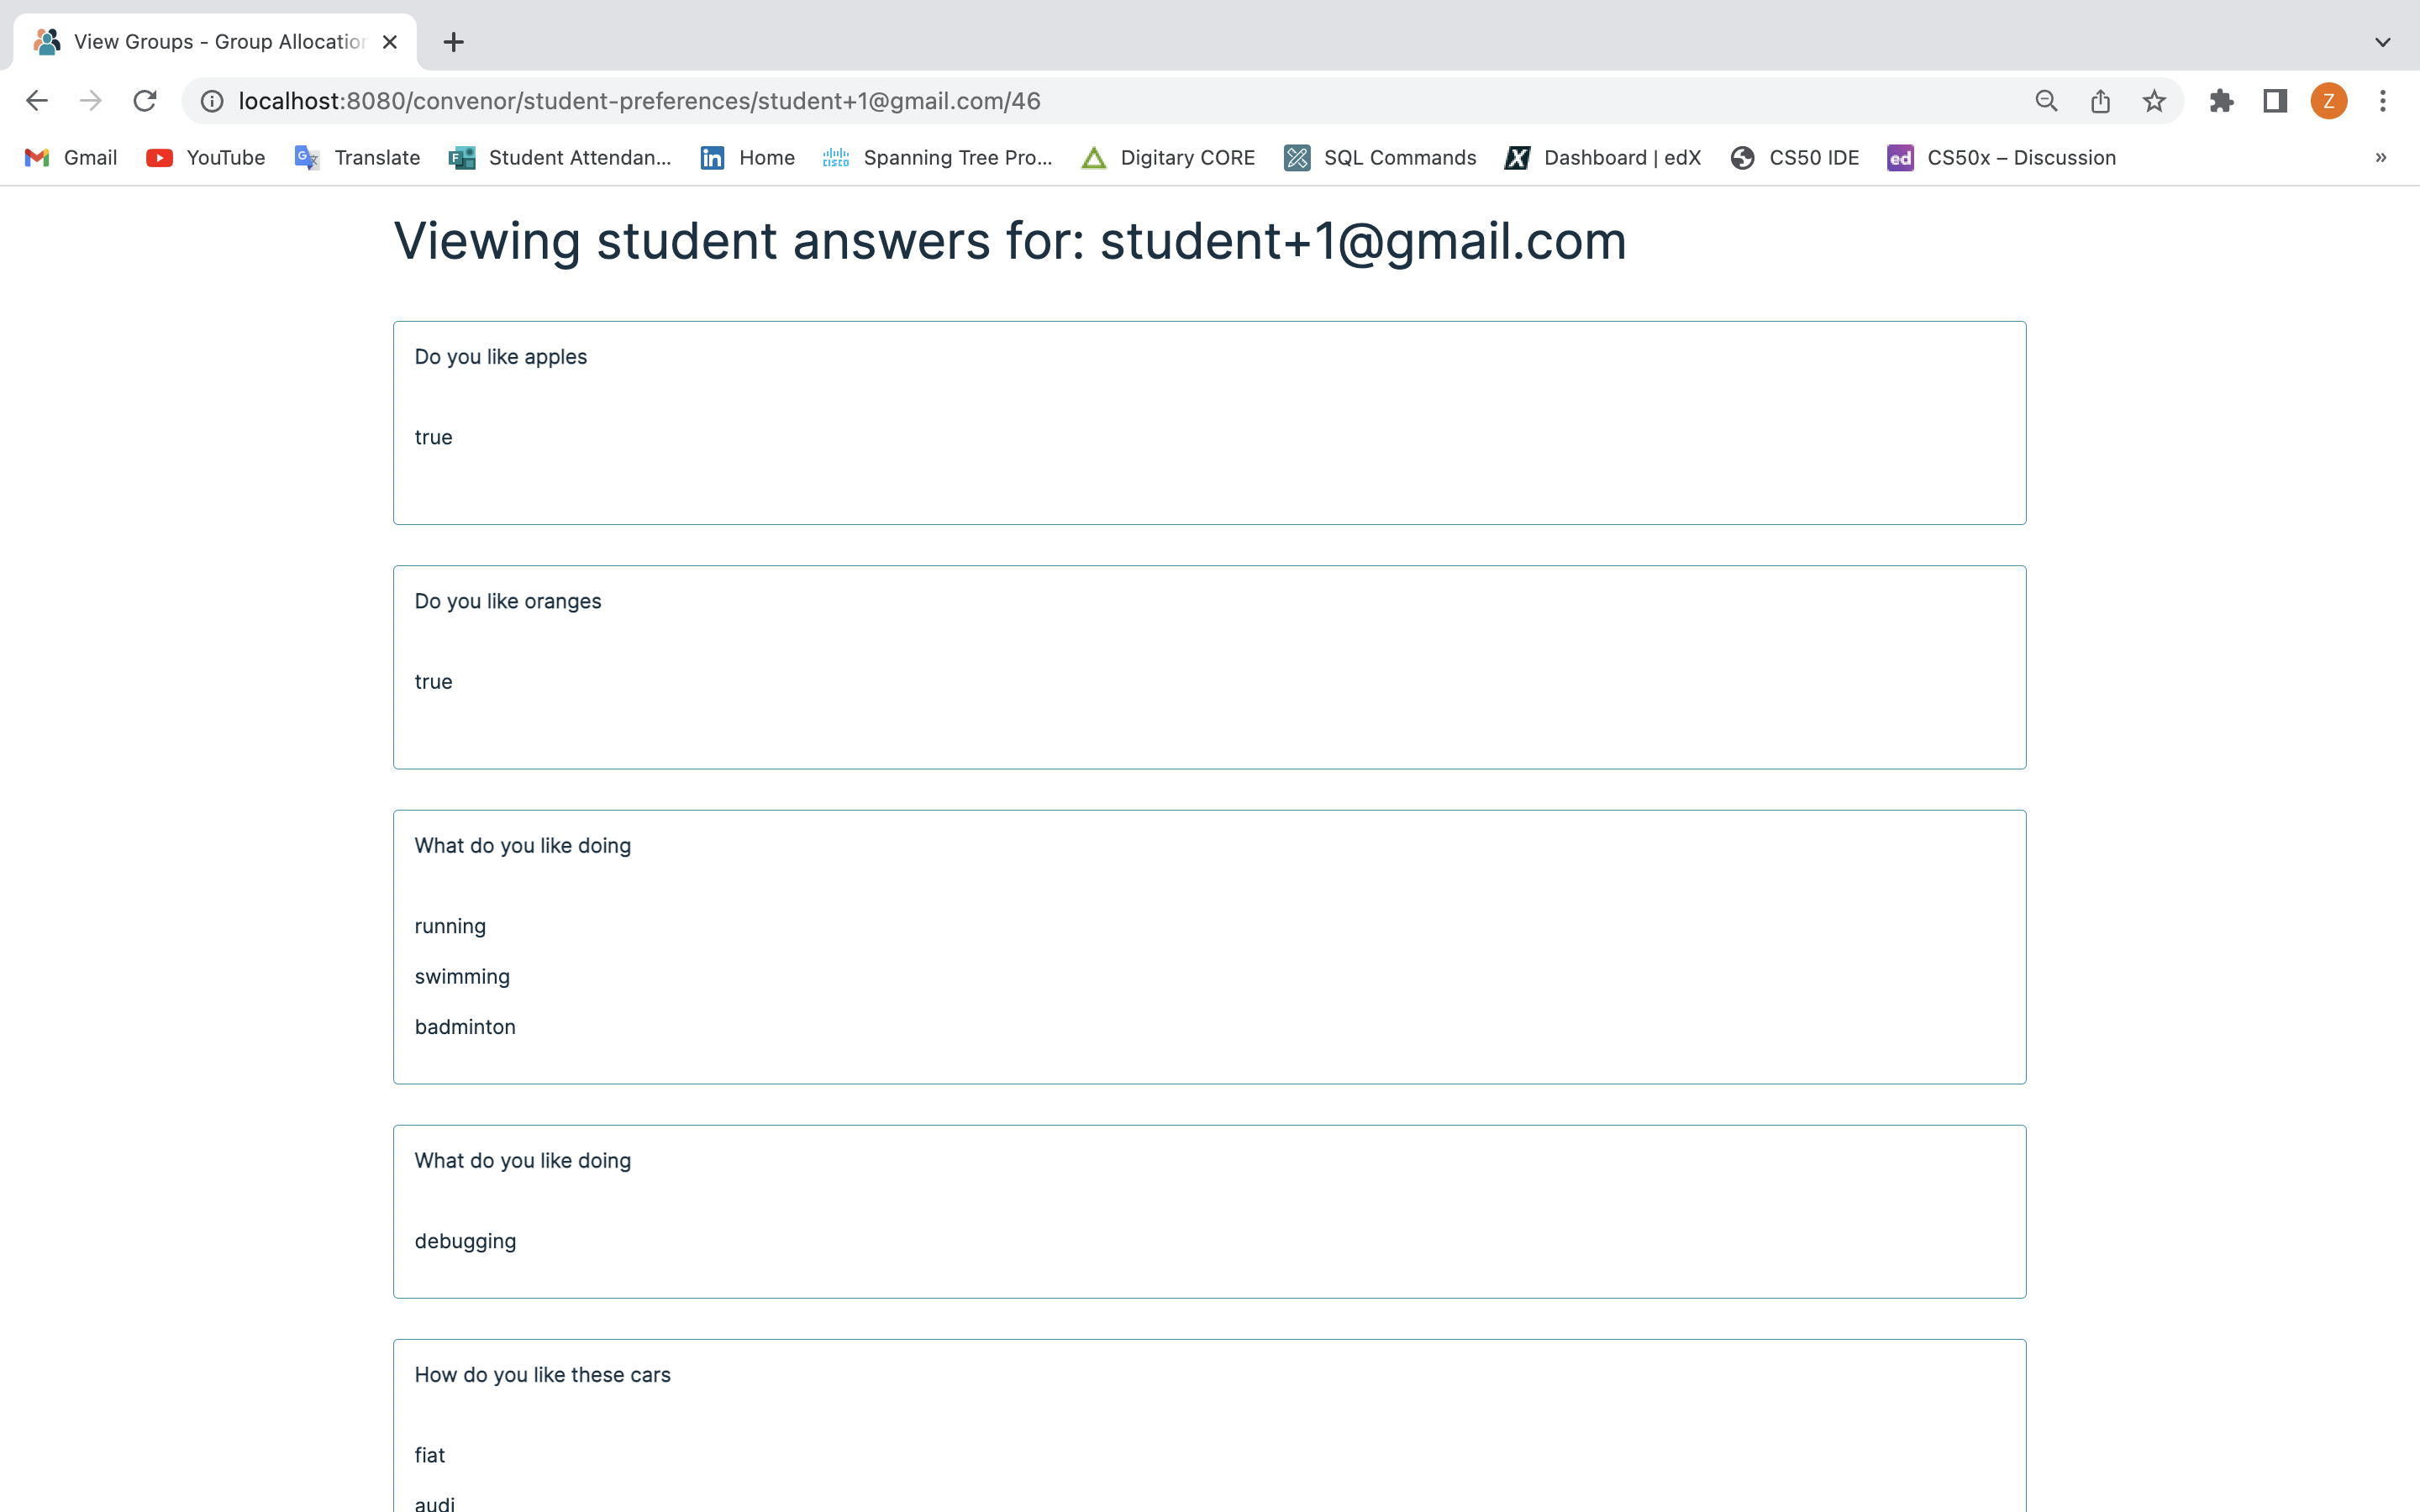 View Groups - Group Allocation
localhost:8080/convenor/student-preferences/student+1@gmail.com/46
Z
Gmail
YouTube
Translate
Student Attendan...
Home
Spanning Tree Pro...
Digitary CORE
SQL Commands
Dashboard | edX
CS50 IDE
CS50x – Discussion
»
Viewing student answers for: student+1@gmail.com
Do you like apples
true
Do you like oranges
true
What do you like doing
running
swimming
badminton
What do you like doing
debugging
How do you like these cars
fiat
audi